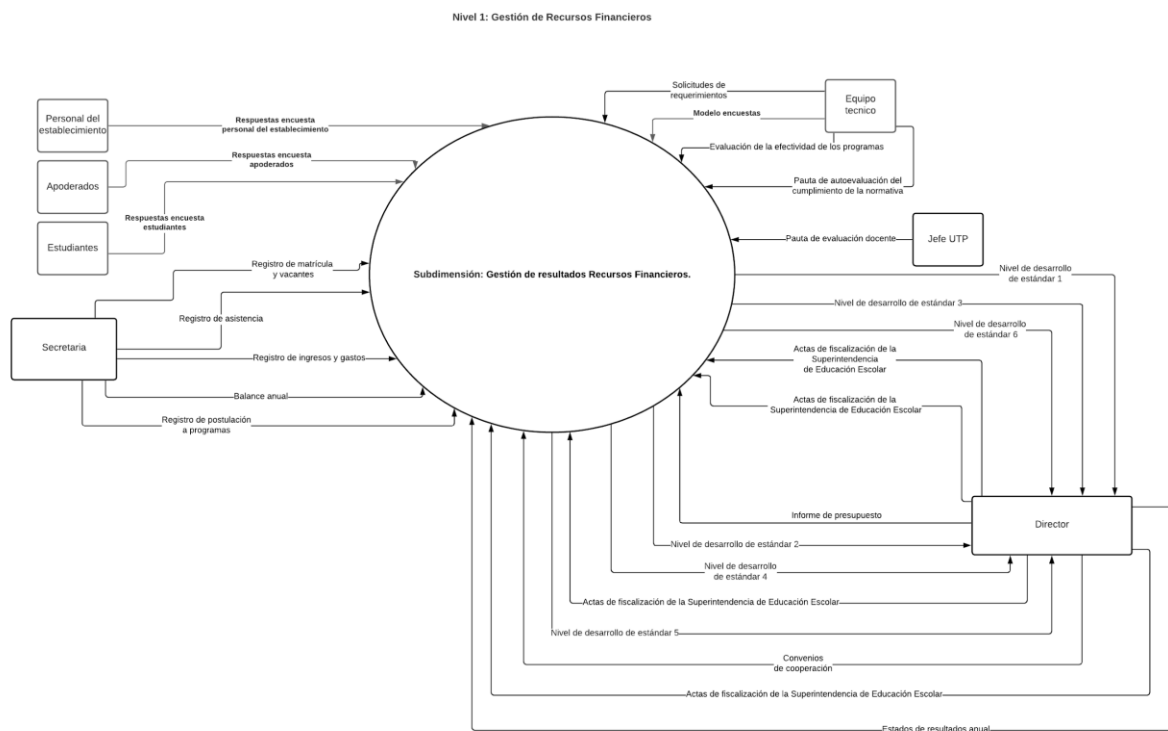 Nivel 1: Gestión de Recursos Financieros
Personal del
establecimiento
Respuestas encuesta
personal del establecimiento
Apoderados
Respuestas encuesta
apoderados
Estudiantes
Respuestas encuesta
estudiantes
Secretaria
Registro de matrícula
y vacantes
Registro de asistencia
Registro de ingresos y gastos
Balance anual
Registro de postulación
a programas
Subdimensión: Gestión de resultados Recursos Financieros.
Solicitudes de
requerimientos
Equipo
tecnico
Modelo encuestas
Evaluación de la efectividad de los programas
Pauta de autoevaluación del
cumplimiento de la normativa
Pauta de evaluación docente
Jefe UTP
Nivel de desarrollo
de estándar 1
Nivel de desarrollo de estándar 3
Nivel de desarrollo
de estándar 6
Actas de fiscalización de la
Superintendencia
de Educación Escolar
Actas de fiscalización de la
Superintendencia de Educación Escolar
Informe de presupuesto
Director
Nivel de desarrollo de estándar 2
Nivel de desarrollo
de estándar 4
Actas de fiscalización de la Superintendencia de Educación Escolar
Nivel de desarrollo de estándar 5
Convenios
de cooperación
Actas de fiscalización de la Superintendencia de Educación Escolar
Estados de resultados anual